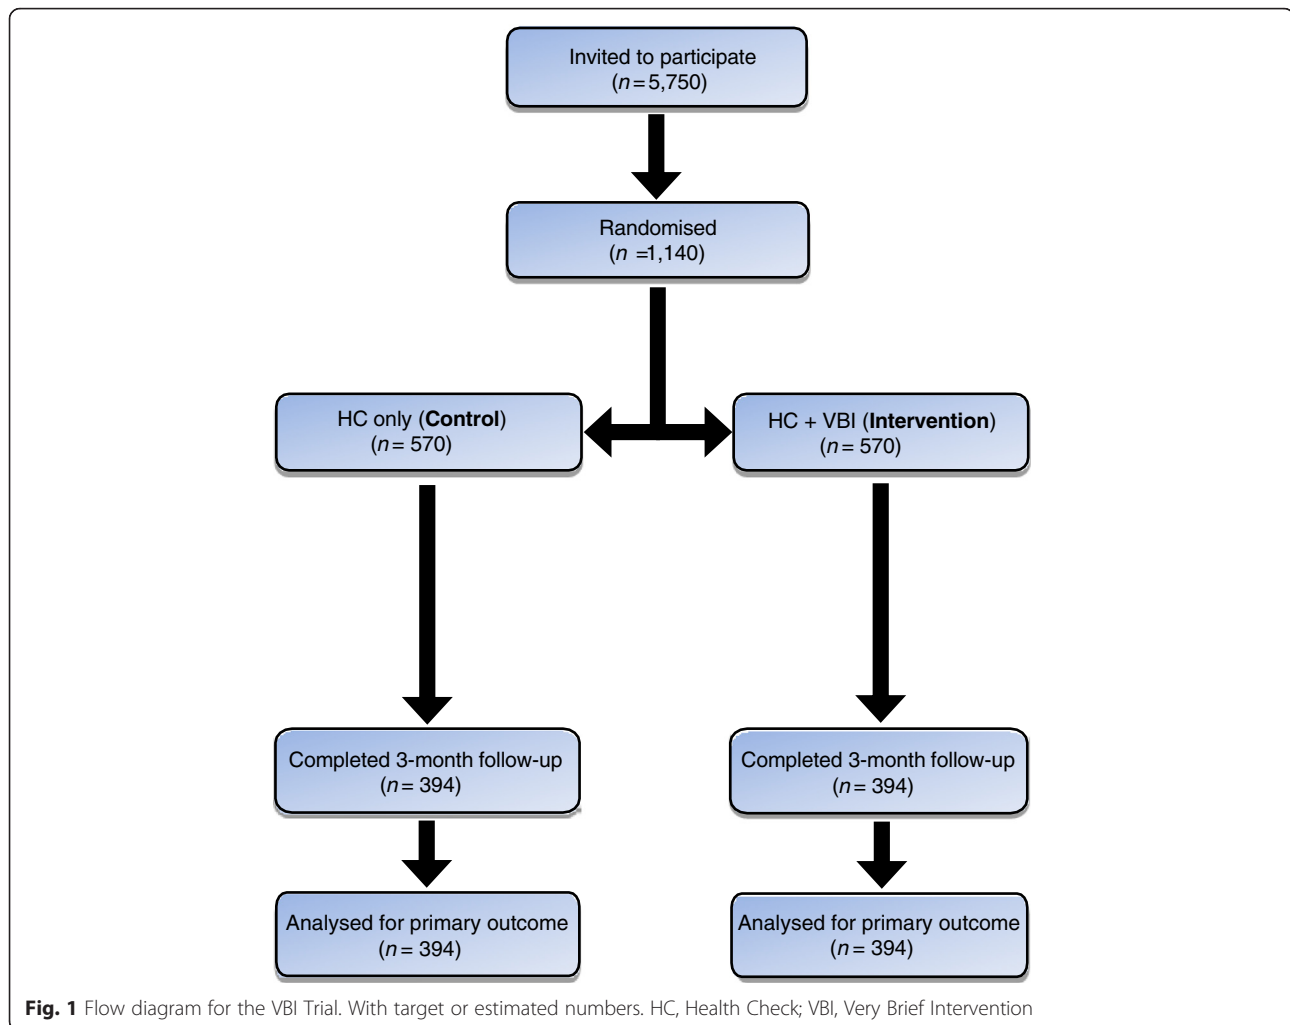 Invited to participate
(n = 5,750)
Randomised
(n =1,140)
HC only (Control)
(n = 570)
HC + VBI (Intervention)
(n = 570)
Completed 3-month follow-up
(n = 394)
Completed 3-month follow-up
(n = 394)
Analysed for primary outcome
(n = 394)
Analysed for primary outcome
(n = 394)
Fig. 1 Flow diagram for the VBI Trial. With target or estimated numbers. HC, Health Check; VBI, Very Brief Intervention